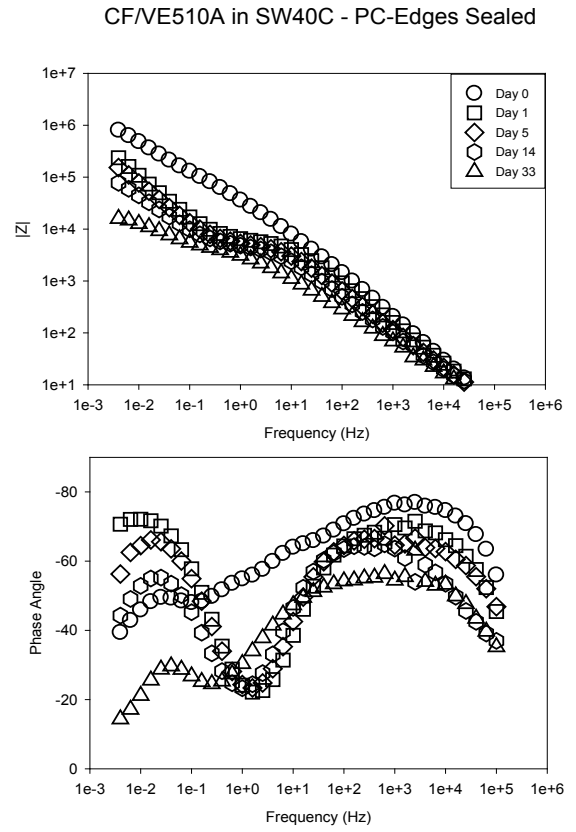 CF/VE510A in SW40C - PC-Edges Sealed
1e+7
1e+6
1e+5
1e+4
1e+3
1e+2
1e+1
|Z|
Day 0
Day 1
Day 5
Day 14
Day 33
1e-3 1e-2 1e-1 1e+0 1e+1 1e+2 1e+3 1e+4 1e+5 1e+6
Frequency (Hz)
-80
-60
-40
-20
0
Phase Angle
1e-3 1e-2 1e-1 1e+0 1e+1 1e+2 1e+3 1e+4 1e+5 1e+6
Frequency (Hz)